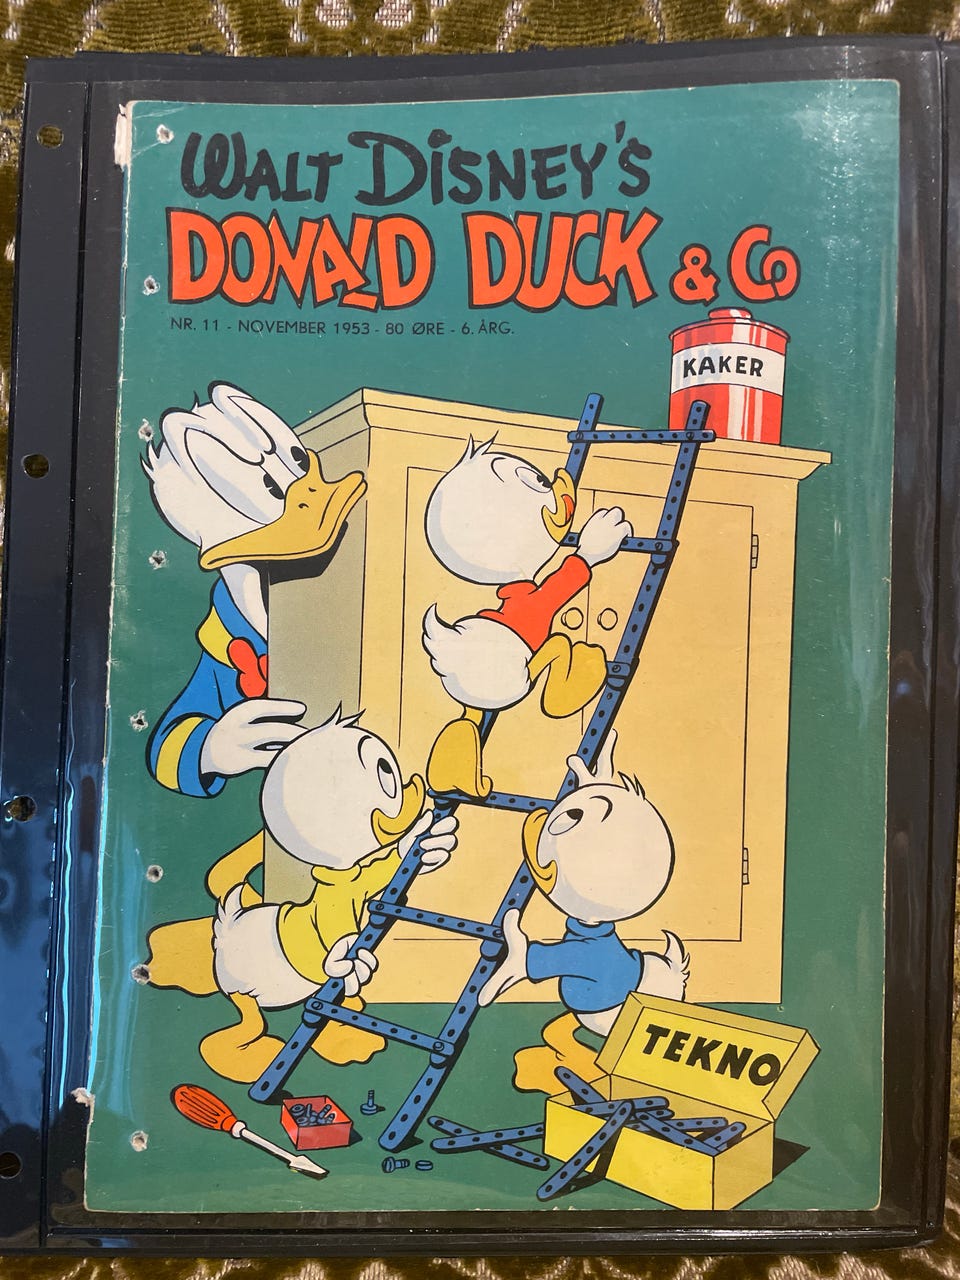 WALT DISNEY'S
DONALD DUCK & Co
NR. 11 - NOVEMBER 1953 - 80 ØRE - 6. ÅRG.
KAKER
TEKNO